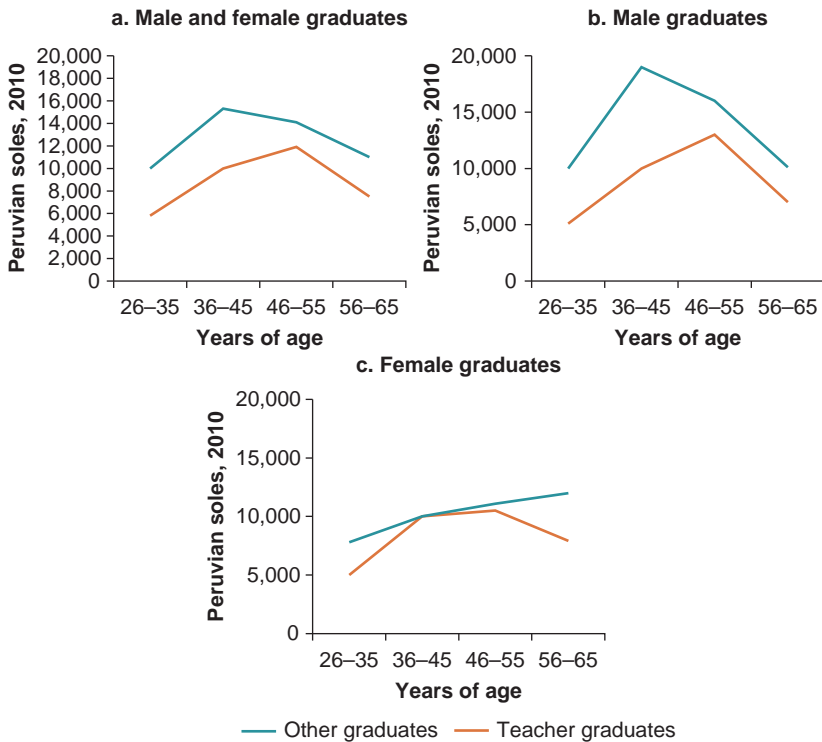 a. Male and female graduates
20,000
18,000
16,000
14,000
12,000
10,000
8,000
6,000
4,000
2,000
0
Peruvian soles, 2010
26–35 36–45 46–55 56–65
Years of age
b. Male graduates
20,000
15,000
10,000
5,000
0
Peruvian soles, 2010
26–35 36–45 46–55 56–65
Years of age
c. Female graduates
20,000
15,000
10,000
5,000
0
Peruvian soles, 2010
26–35 36–45 46–55 56–65
Years of age
Other graduates Teacher graduates